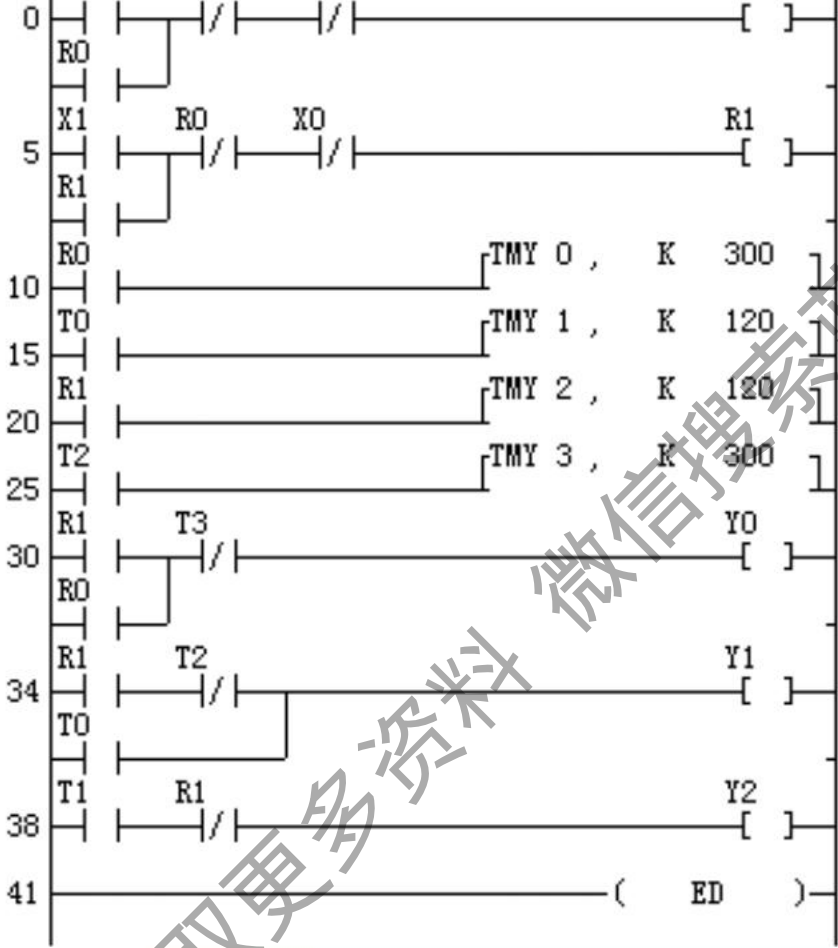 0
R0
X1 R0 X0 R1
5
R1
R0 TMY 0 , K 300
10
T0 TMY 1 , K 120
15
R1 TMY 2 , K 120
20
T2 TMY 3 , K 300
25
R1 T3 Y0
30
R0
R1 T2 Y1
34
T0
T1 R1 Y2
38
41 ( ED )
取更多资料 微信搜索